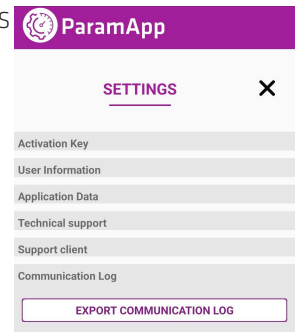 S
ParamApp
SETTINGS
Activation Key
User Information
Application Data
Technical support
Support client
Communication Log
EXPORT COMMUNICATION LOG